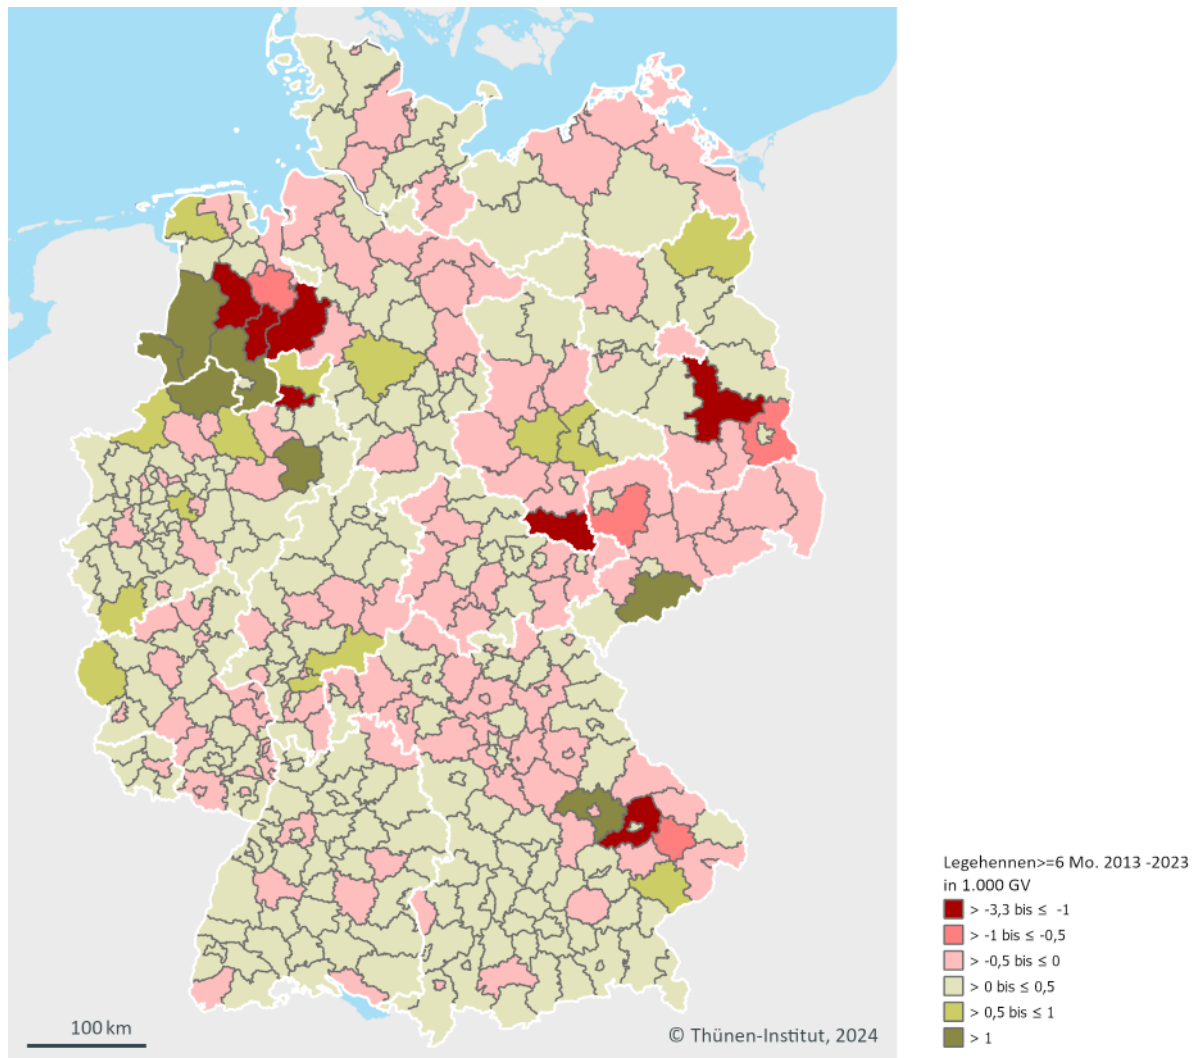 Legehennen>=6 Mo. 2013 -2023
in 1.000 GV
> -3,3 bis ≤ -1
> -1 bis ≤ -0,5
> -0,5 bis ≤ 0
> 0 bis ≤ 0,5
> 0,5 bis ≤ 1
> 1
100 km
© Thünen-Institut, 2024